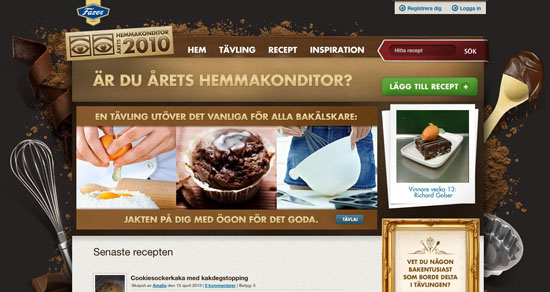 Fazer
Registrera dig
Logga in
HEMMAKONDITOR
ÅRETS 2010
HEM TÄVLING RECEPT INSPIRATION
Hitta recept
SÖK
ÄR DU ÅRETS HEMMAKONDITOR?
LÄGG TILL RECEPT +
EN TÄVLING UTÖVER DET VANLIGA FÖR ALLA BAKÄLSKARE:
JAKTEN PÅ DIG MED ÖGON FÖR DET GODA.
TÄVLA!
Vinnare vecka 13:
Richard Golser
Senaste recepten
Cookiesockerkaka med kakdegstopping
Skapat av Amalia den 13 april 2010 | 0 kommentarer | Betyg: 5
VET DU NÅGON
BAKENTUSIAST
SOM BORDE DELTA
I TÄVLINGEN?